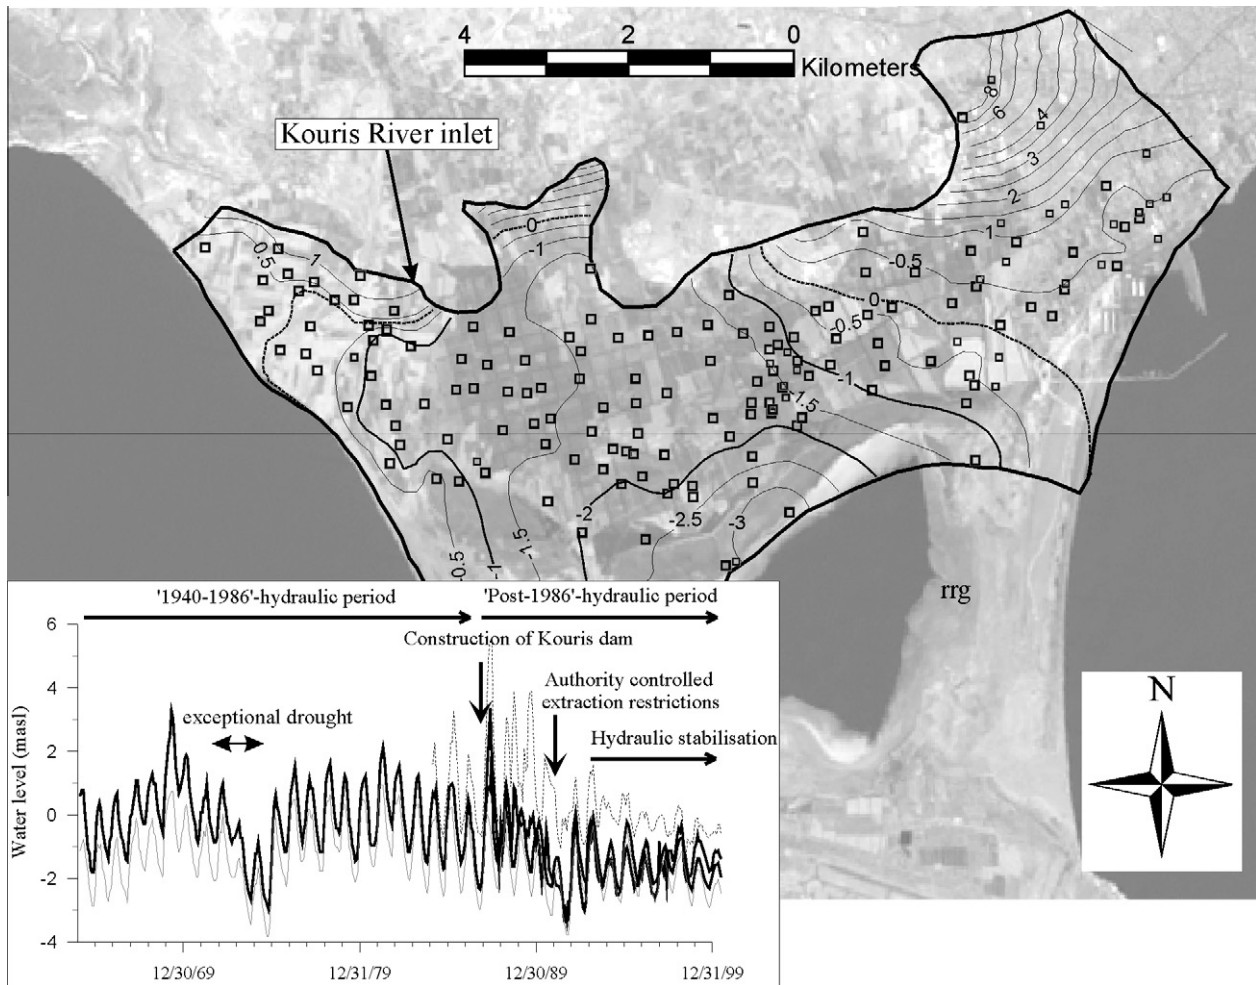 4 2 0
Kilometers
Kouris River inlet
8
6
4
3
2
1
0
-1
0.5
1
-0.5
0
-0.5
-1
-1.5
-2
-2.5
-3
-1.5
-1
-0.5
rrg
N
'1940-1986'-hydraulic period
'Post-1986'-hydraulic period
Construction of Kouris dam
Authority controlled
extraction restrictions
exceptional drought
Hydraulic stabilisation
Water level (masl)
6
4
2
0
-2
-4
12/30/69 12/31/79 12/30/89 12/31/99